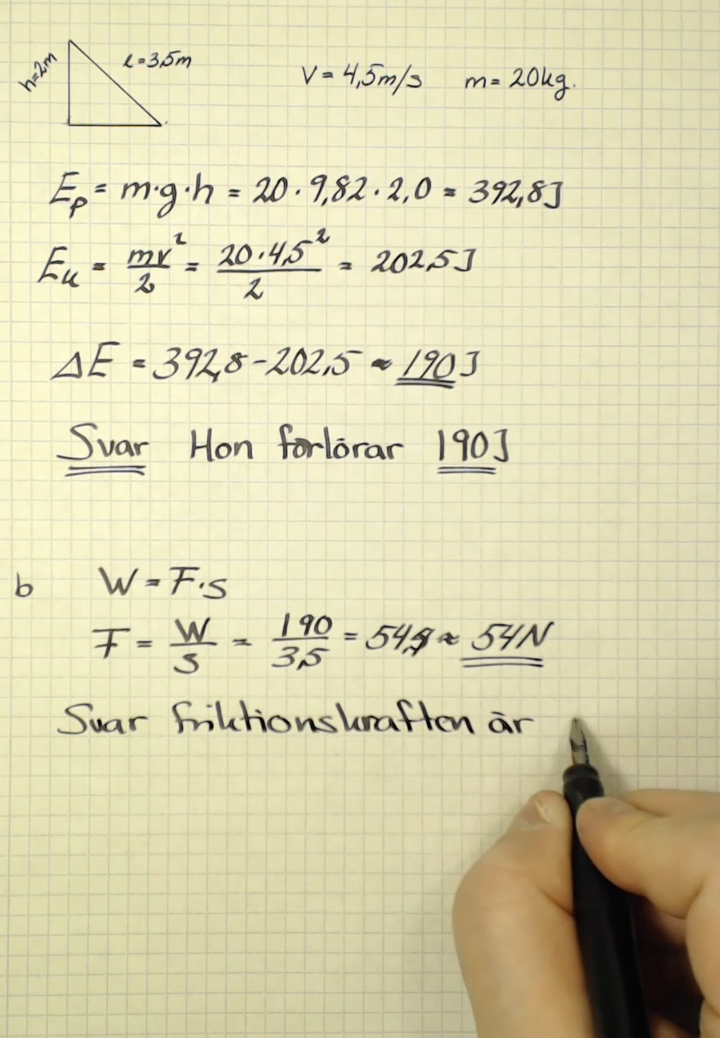 h=2m l=3,5m V = 4,5m/s m= 20kg.
Ep = m·g·h = 20 · 9,82 · 2,0 = 392,8J
Ek = mv²/2 = 20·4,5²/2 = 202,5J
ΔE = 392,8-202,5 ≈ 190J
Svar Hon förlorar 190J
b W = F·s
F = W/s = 190/3,5 = ≈ 54N
Svar friktionskraften är